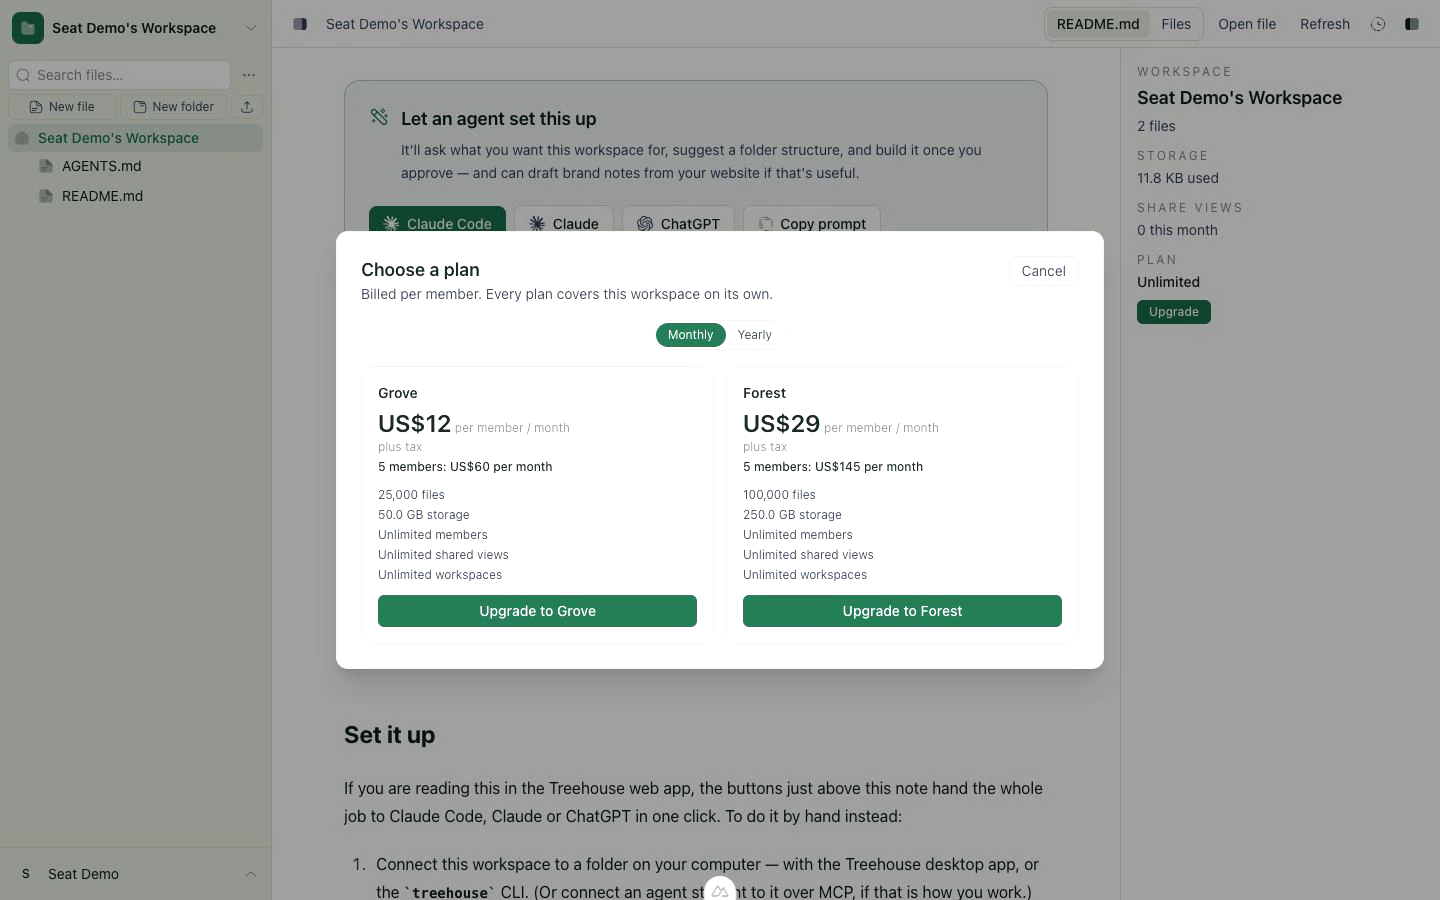 Seat Demo's Workspace
Search files...
New file
New folder
Seat Demo's Workspace
AGENTS.md
README.md
S
Seat Demo
Seat Demo's Workspace
README.md
Files
Open file
Refresh
Let an agent set this up
It'll ask what you want this workspace for, suggest a folder structure, and build it once you
approve — and can draft brand notes from your website if that's useful.
Claude Code
Claude
ChatGPT
Copy prompt
Choose a plan
Billed per member. Every plan covers this workspace on its own.
Cancel
Monthly
Yearly
Grove
US$12 per member / month
plus tax
5 members: US$60 per month
25,000 files
50.0 GB storage
Unlimited members
Unlimited shared views
Unlimited workspaces
Upgrade to Grove
Forest
US$29 per member / month
plus tax
5 members: US$145 per month
100,000 files
250.0 GB storage
Unlimited members
Unlimited shared views
Unlimited workspaces
Upgrade to Forest
Set it up
If you are reading this in the Treehouse web app, the buttons just above this note hand the whole
job to Claude Code, Claude or ChatGPT in one click. To do it by hand instead:
1. Connect this workspace to a folder on your computer — with the Treehouse desktop app, or
the `treehouse` CLI. (Or connect an agent to it over MCP, if that is how you work.)
WORKSPACE
Seat Demo's Workspace
2 files
STORAGE
11.8 KB used
SHARE VIEWS
0 this month
PLAN
Unlimited
Upgrade